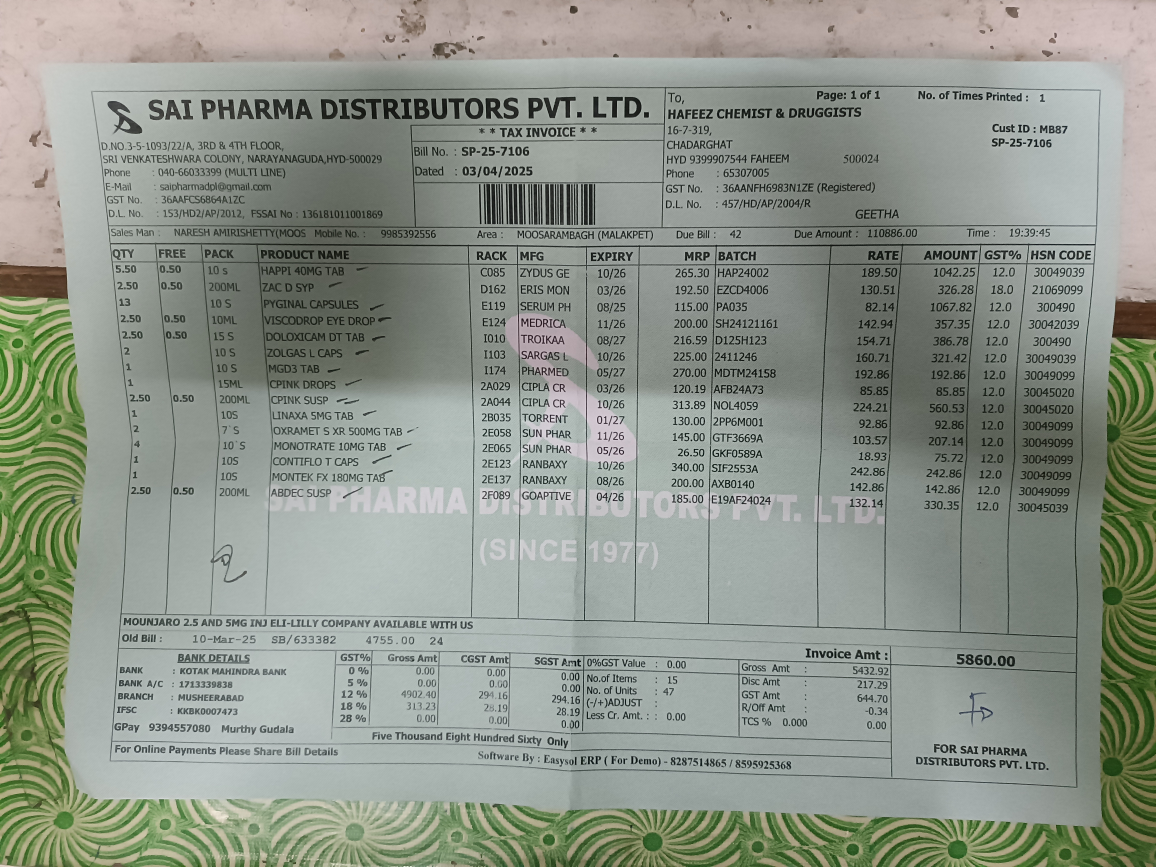 SAI PHARMA DISTRIBUTORS PVT. LTD.
D.NO.3-5-1093/22/A, 3RD & 4TH FLOOR,
SRI VENKATESHWARA COLONY, NARAYANAGUDA,HYD-500029
Phone : 040-66033399 (MULTI LINE)
E-Mail : saipharmadpl@gmail.com
GST No. : 36AAFCS6864A1ZC
D.L. No. : 153/HD2/AP/2012, FSSAI No : 136181011001869
* * TAX INVOICE * *
Bill No. : SP-25-7106
Dated : 03/04/2025
To,
Page: 1 of 1 No. of Times Printed : 1
HAFEEZ CHEMIST & DRUGGISTS
16-7-319,
CHADARGHAT
HYD 9399907544 FAHEEM 500024
Phone : 65307005
GST No. : 36AANFH6983N1ZE (Registered)
D.L. No. : 457/HD/AP/2004/R
GEETHA
Cust ID : MB87
SP-25-7106
Sales Man : NARESH AMIRISHETTY(MOOS Mobile No. : 9985392556 Area : MOOSARAMBAGH (MALAKPET) Due Bill : 42 Due Amount : 110886.00 Time : 19:39:45
QTY FREE PACK PRODUCT NAME RACK MFG EXPIRY MRP BATCH RATE AMOUNT GST% HSN CODE
5.50 0.50 10 s HAPPI 40MG TAB C085 ZYDUS GE 10/26 265.30 HAP24002 189.50 1042.25 12.0 30049039
2.50 0.50 200ML ZAC D SYP D162 ERIS MON 03/26 192.50 EZCD4006 130.51 326.28 18.0 21069099
13 10 S PYGINAL CAPSULES E119 SERUM PH 08/25 115.00 PA035 82.14 1067.82 12.0 300490
2.50 0.50 10ML VISCODROP EYE DROP E124 MEDRICA 11/26 200.00 SH24121161 142.94 357.35 12.0 30042039
2.50 0.50 15 S DOLOXICAM DT TAB I010 TROIKAA 08/27 216.59 D125H123 154.71 386.78 12.0 300490
2 10 S ZOLGAS L CAPS I103 SARGAS L 10/26 225.00 2411246 160.71 321.42 12.0 30049039
1 10 S MGD3 TAB I174 PHARMED 05/27 270.00 MDTM24158 192.86 192.86 12.0 30049099
1 15ML CPINK DROPS 2A029 CIPLA CR 03/26 120.19 AFB24A73 85.85 85.85 12.0 30045020
2.50 0.50 200ML CPINK SUSP 2A044 CIPLA CR 10/26 313.89 NOL4059 224.21 560.53 12.0 30045020
1 10S LINAXA 5MG TAB 2B035 TORRENT 01/27 130.00 2PP6M001 92.86 92.86 12.0 30049099
2 7`S OXRAMET S XR 500MG TAB 2E058 SUN PHAR 11/26 145.00 GTF3669A 103.57 207.14 12.0 30049099
4 10`S MONOTRATE 10MG TAB 2E065 SUN PHAR 05/26 26.50 GKF0589A 18.93 75.72 12.0 30049099
1 10S CONTIFLO T CAPS 2E123 RANBAXY 10/26 340.00 SIF2553A 242.86 242.86 12.0 30049099
1 10S MONTEK FX 180MG TAB 2E137 RANBAXY 08/26 200.00 AXB0140 142.86 142.86 12.0 30049099
2.50 0.50 200ML ABDEC SUSP 2F089 GOAPTIVE 04/26 185.00 E19AF24024 132.14 330.35 12.0 30045039
SAI PHARMA DISTRIBUTORS PVT. LTD.
(SINCE 1977)
MOUNJARO 2.5 AND 5MG INJ ELI-LILLY COMPANY AVAILABLE WITH US
Old Bill : 10-Mar-25 SB/633382 4755.00 24
BANK DETAILS
BANK : KOTAK MAHINDRA BANK
BANK A/C : 1713339838
BRANCH : MUSHEERABAD
IFSC : KKBK0007473
GPay 9394557080 Murthy Gudala
For Online Payments Please Share Bill Details
GST% Gross Amt CGST Amt SGST Amt
0 % 0.00 0.00 0.00
5 % 0.00 0.00 0.00
12 % 4902.40 294.16 294.16
18 % 313.23 28.19 28.19
28 % 0.00 0.00 0.00
Five Thousand Eight Hundred Sixty Only
0%GST Value : 0.00
No.of Items : 15
No. of Units : 47
(-/+)ADJUST :
Less Cr. Amt. : : 0.00
Invoice Amt : 5860.00
Gross Amt : 5432.92
Disc Amt : 217.29
GST Amt : 644.70
R/Off Amt : -0.34
TCS % 0.000 0.00
FOR SAI PHARMA
DISTRIBUTORS PVT. LTD.
Software By : Easysol ERP ( For Demo) - 8287514865 / 8595925368